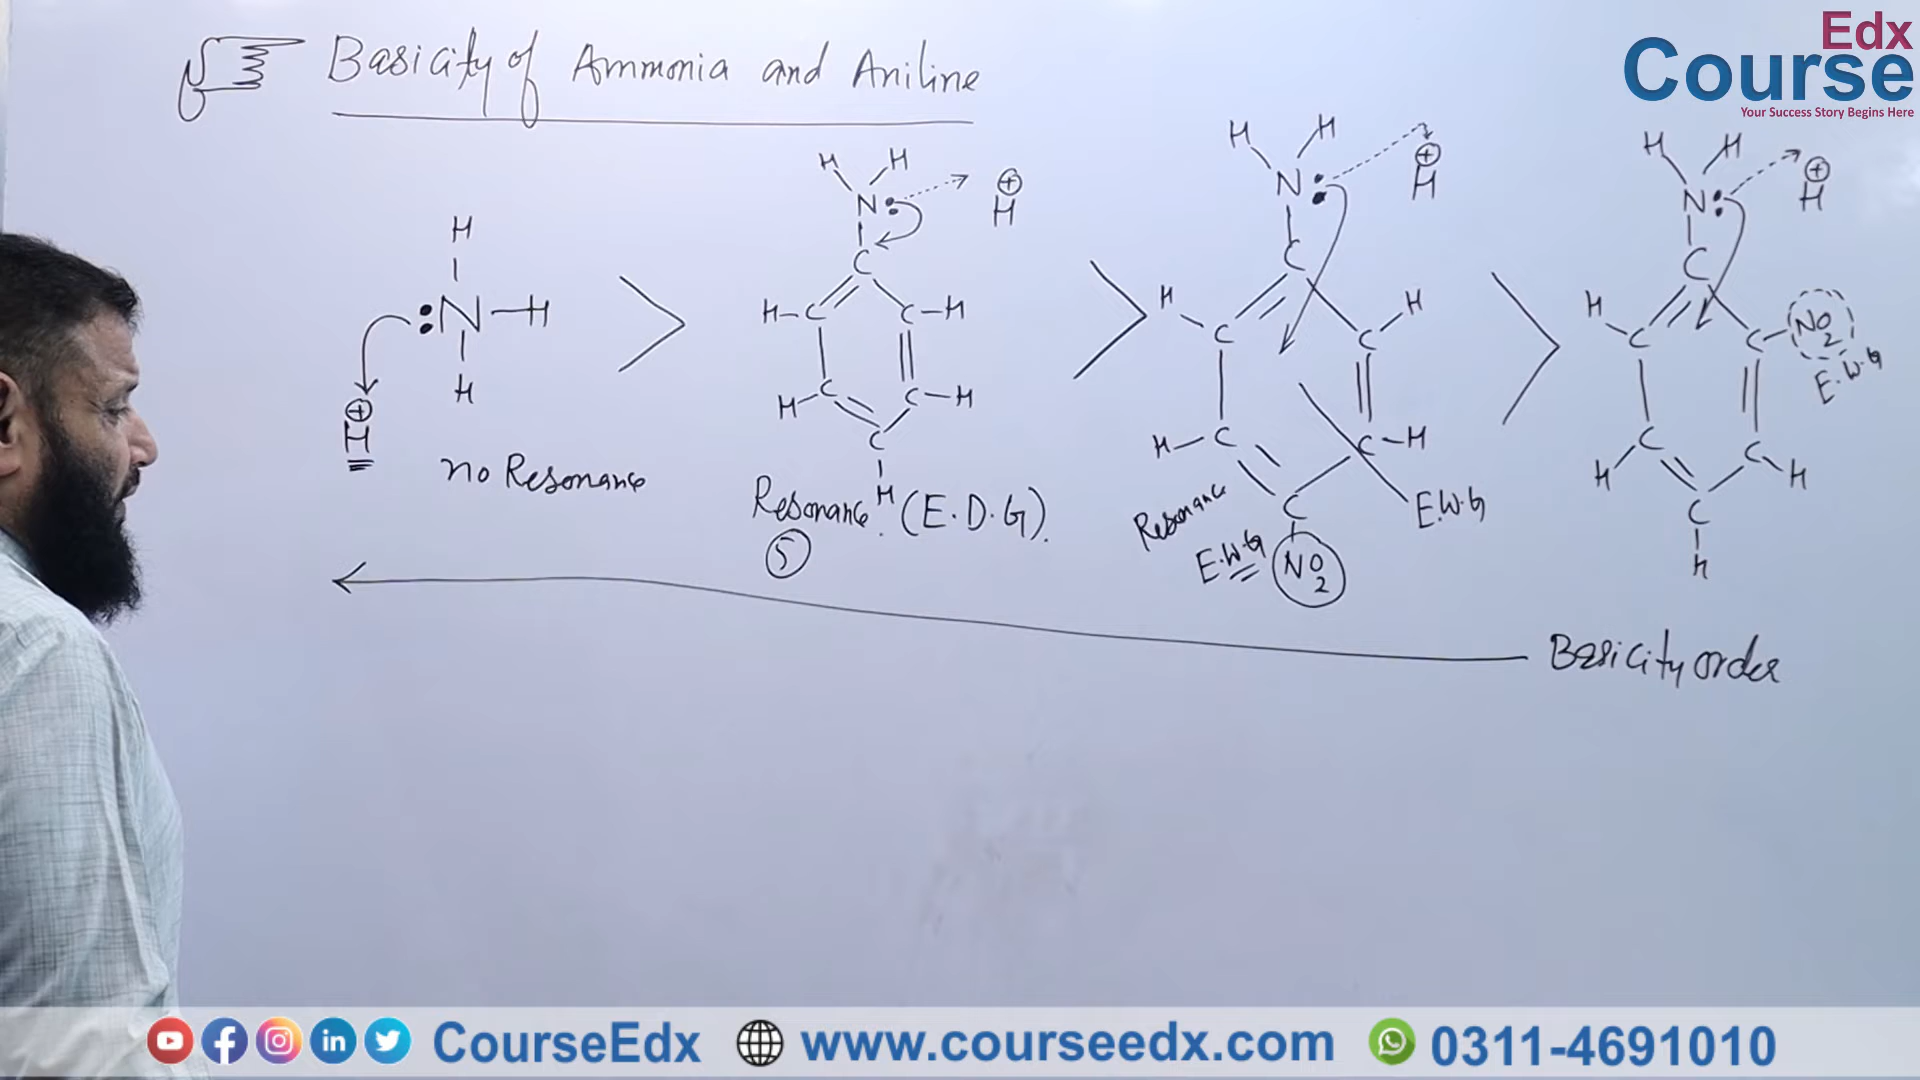 Basicity of Ammonia and Aniline
Edx
Course
Your Success Story Begins Here
H
:N—H
H
⊕
H
no Resonance
>
H H
N:
⊕
H
C
H–C C–H
H–C C–H
C
H
Resonance. (E.D.G).
5
>
H H
N:
⊕
H
C
H C C H
H–C C–H
C
Resonance
E.W.G
E.W.G
NO2
>
H H
N:
⊕
H
C
H C C NO2
E.W.G
H C C H
C
H
Basicity order
CourseEdx
www.courseedx.com
0311-4691010